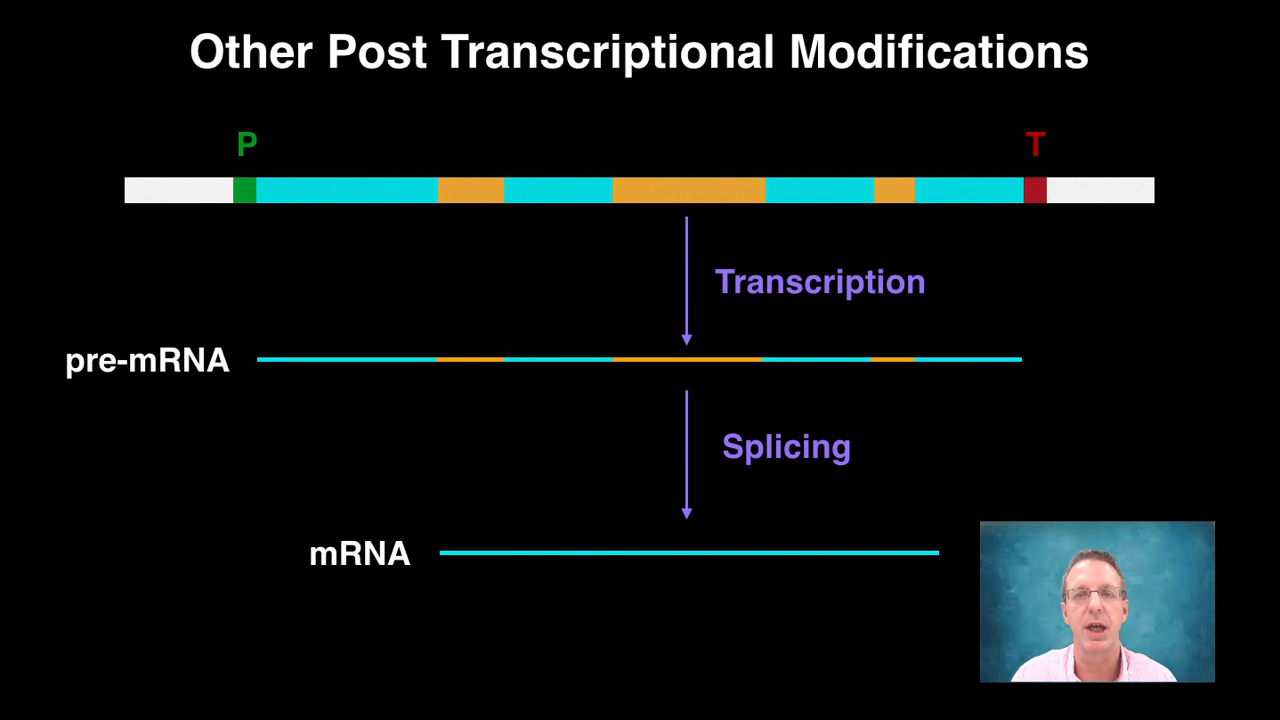 Other Post Transcriptional Modifications
P
T
Transcription
pre-mRNA
Splicing
mRNA